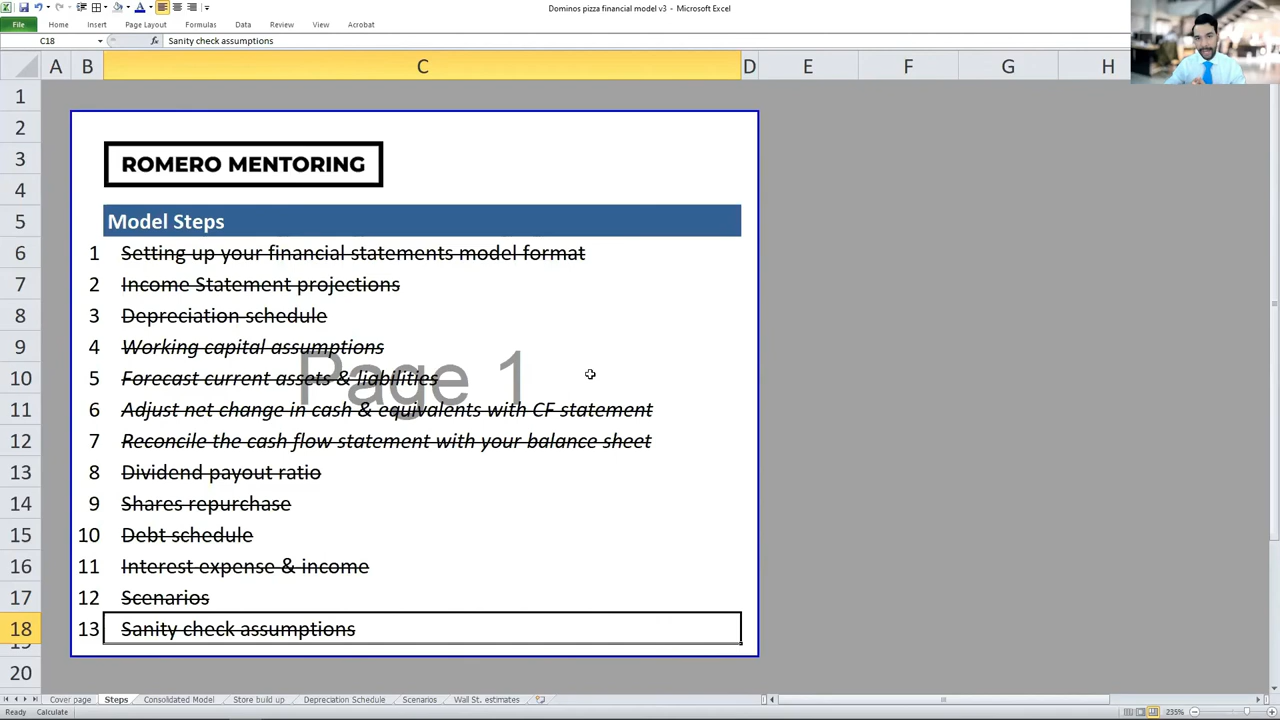 Dominos pizza financial model v3 - Microsoft Excel
File Home Insert Page Layout Formulas Data Review View Acrobat
C18 fx Sanity check assumptions
A B C D E F G H
1
2
3 ROMERO MENTORING
4
5 Model Steps
6 1 Setting up your financial statements model format
7 2 Income Statement projections
8 3 Depreciation schedule
9 4 Working capital assumptions
Page 1
10 5 Forecast current assets & liabilities
11 6 Adjust net change in cash & equivalents with CF statement
12 7 Reconcile the cash flow statement with your balance sheet
13 8 Dividend payout ratio
14 9 Shares repurchase
15 10 Debt schedule
16 11 Interest expense & income
17 12 Scenarios
18 13 Sanity check assumptions
19
20
Cover page Steps Consolidated Model Store build up Depreciation Schedule Scenarios Wall St. estimates
Ready Calculate 235%